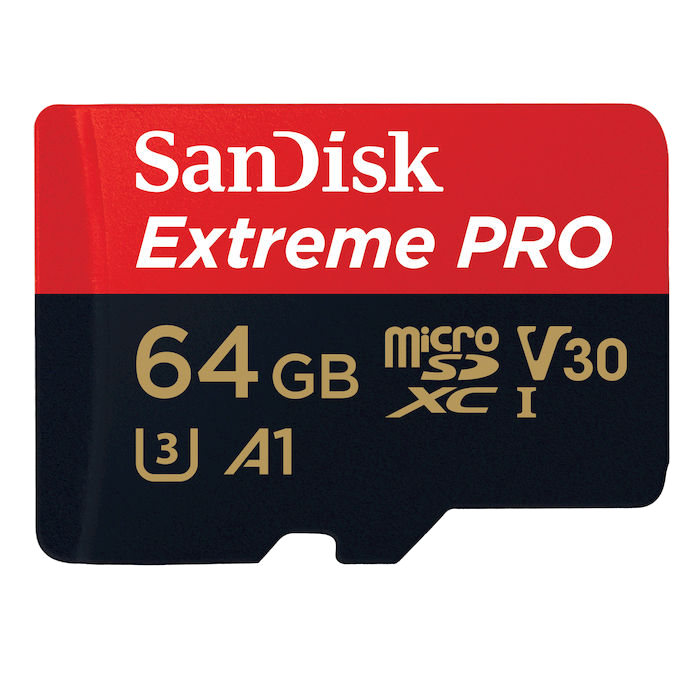 SanDisk
Extreme PRO
64 GB
micro SD XC I
V30
3 A1